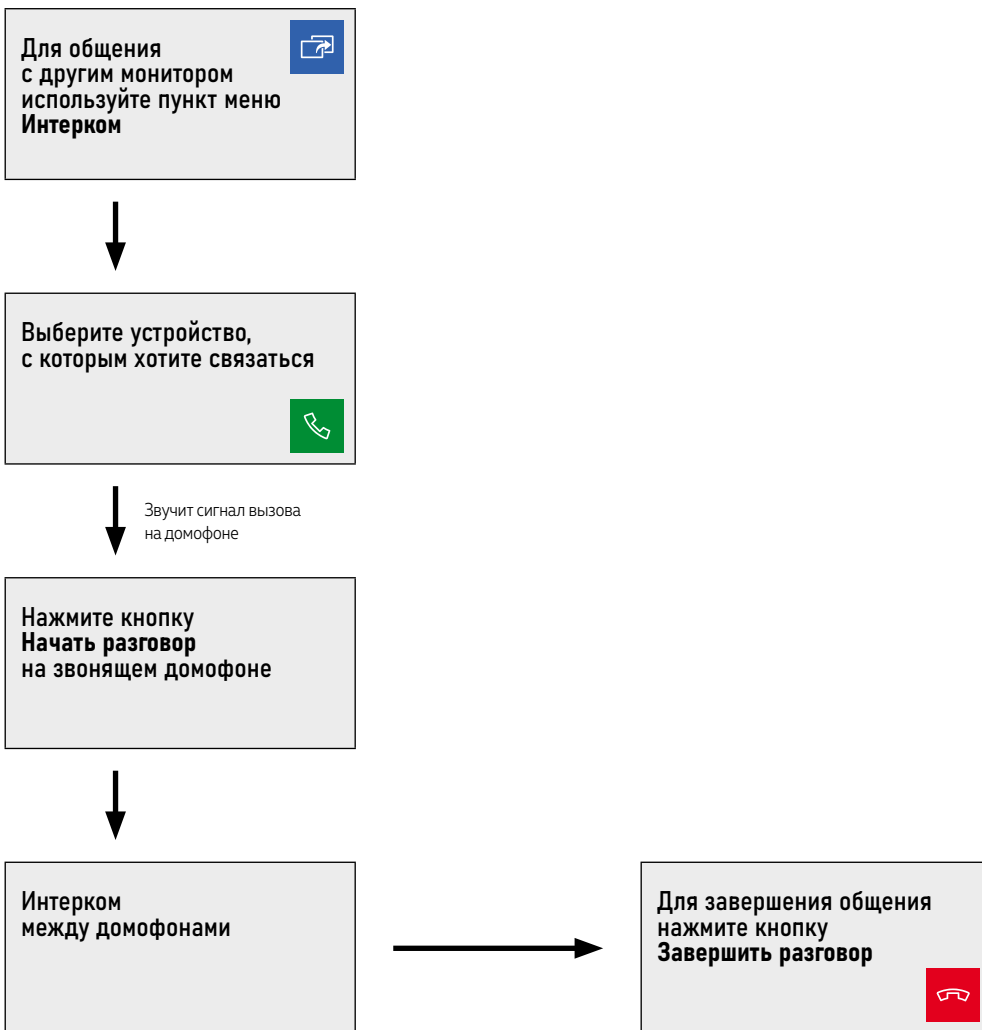 Для общения
с другим монитором
используйте пункт меню
Интерком
Выберите устройство,
с которым хотите связаться
Звучит сигнал вызова
на домофоне
Нажмите кнопку
Начать разговор
на звонящем домофоне
Интерком
между домофонами
Для завершения общения
нажмите кнопку
Завершить разговор